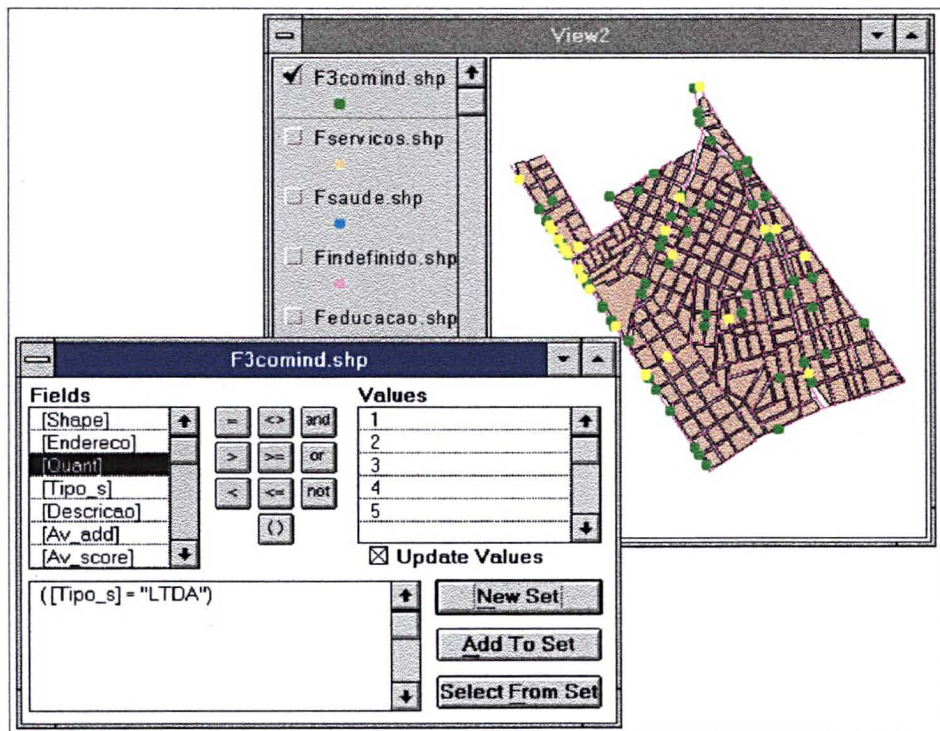 View2
F3comind.shp
Fservicos.shp
Fsaude.shp
Findefinido.shp
Feducacao.shp
F3comind.shp
Fields
[Shape]
[Endereco]
[Quant]
[Tipo_s]
[Descricao]
[Av_add]
[Av_score]
= <> and
> >= or
< <= not
()
Values
1
2
3
4
5
Update Values
([Tipo_s] = "LTDA")
New Set
Add To Set
Select From Set